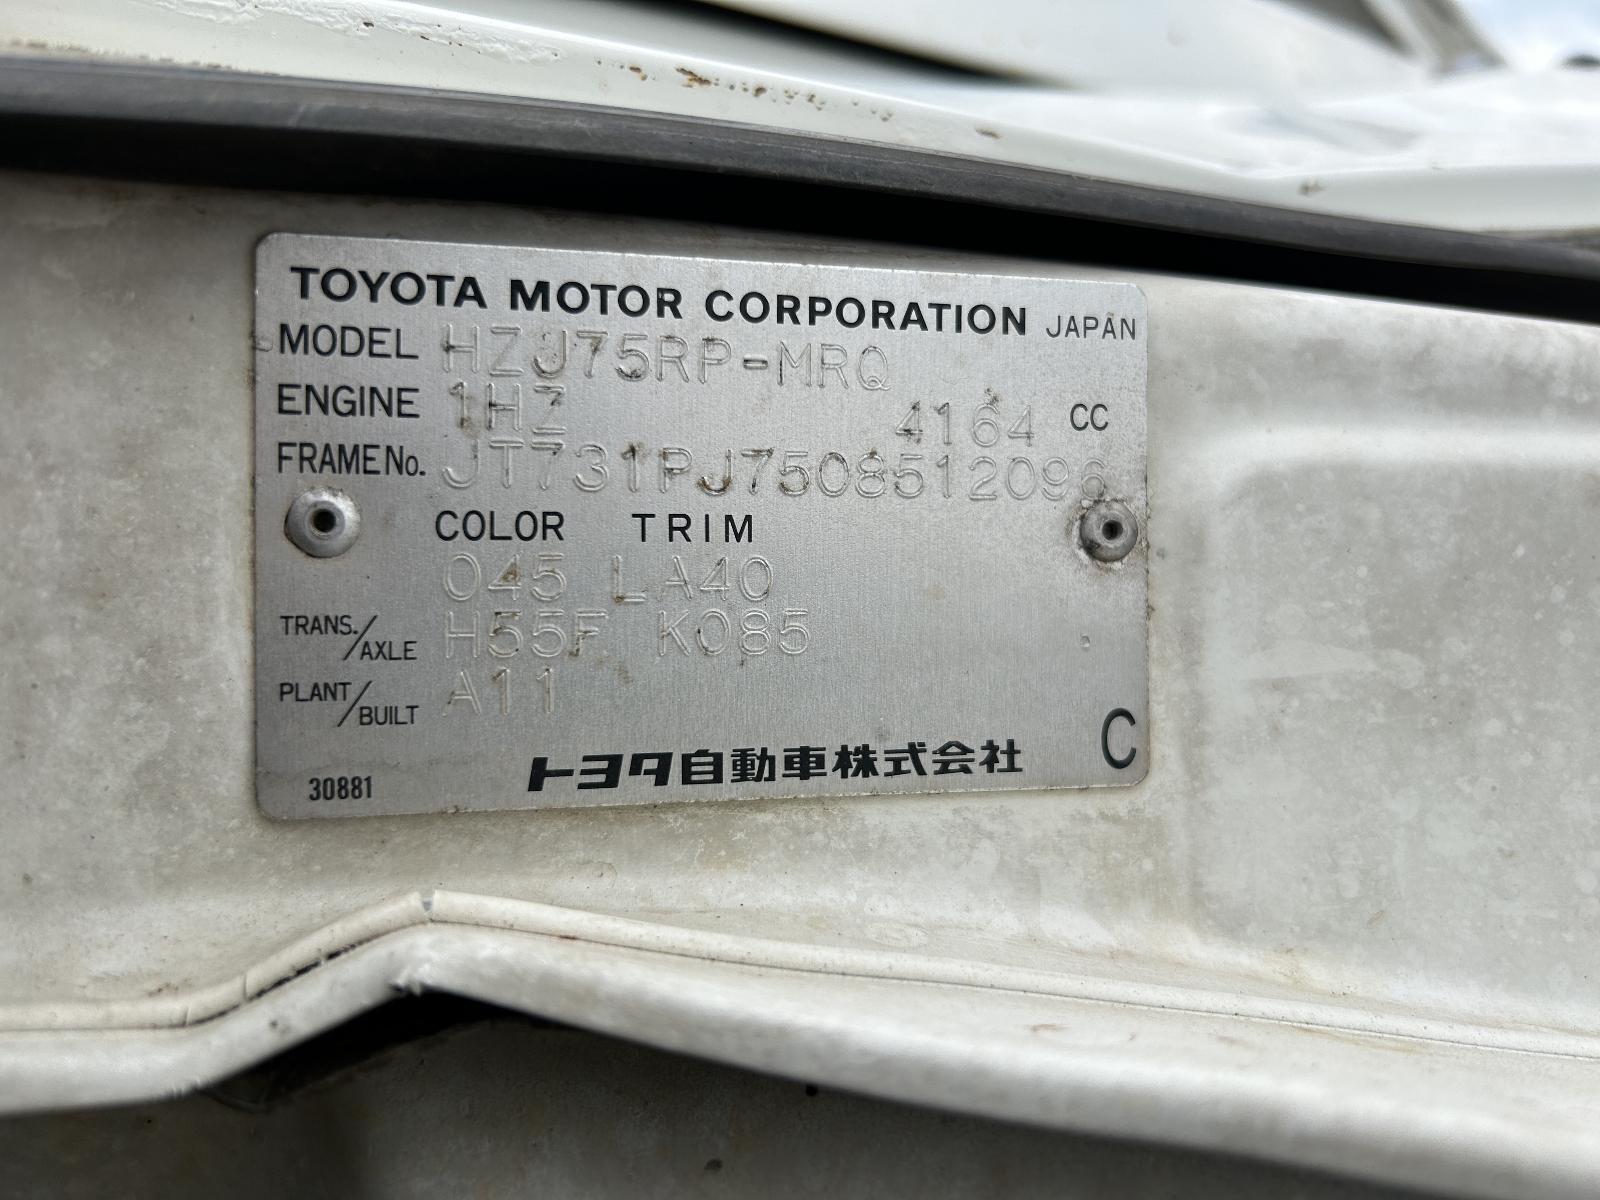 TOYOTA MOTOR CORPORATION JAPAN
MODEL HZJ75RP-MRQ
ENGINE 1HZ 4164 CC
FRAME No. JT731PJ7508512096
COLOR TRIM
045 LA40
TRANS./AXLE H55F K085
PLANT/BUILT A11
トヨタ自動車株式会社 C
30881